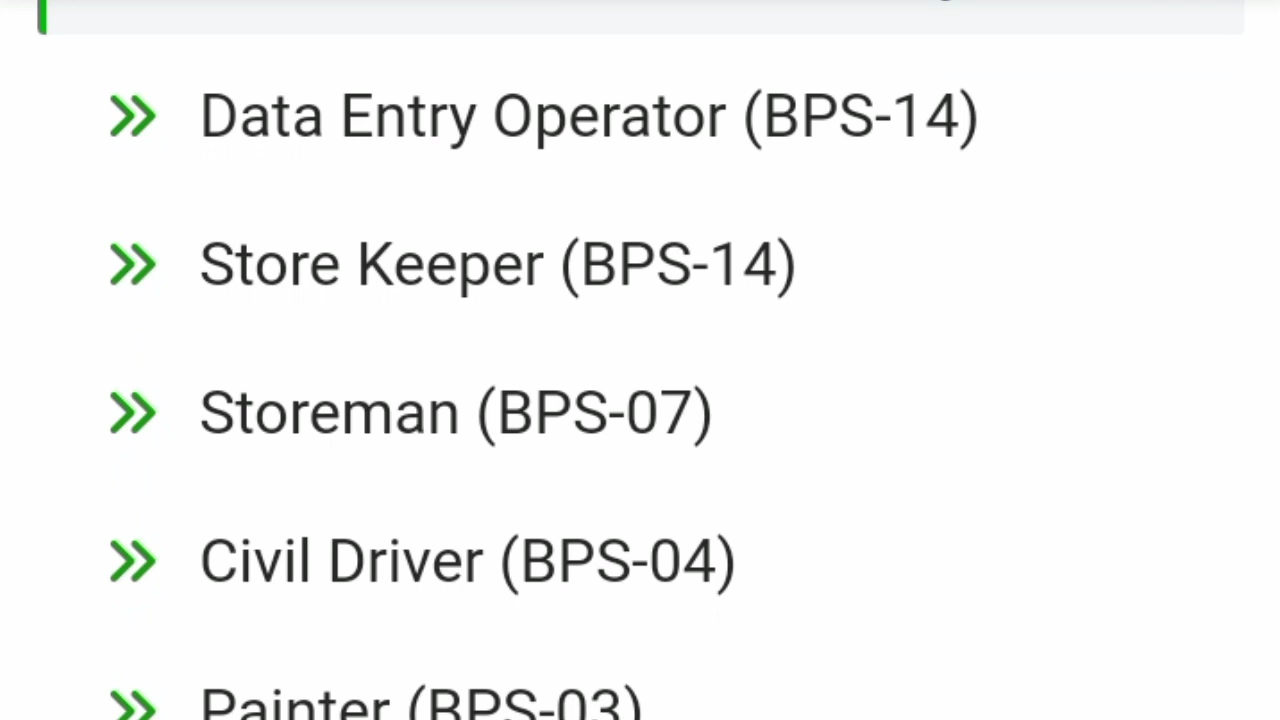 Data Entry Operator (BPS-14)
Store Keeper (BPS-14)
Storeman (BPS-07)
Civil Driver (BPS-04)
Painter (BPS-03)